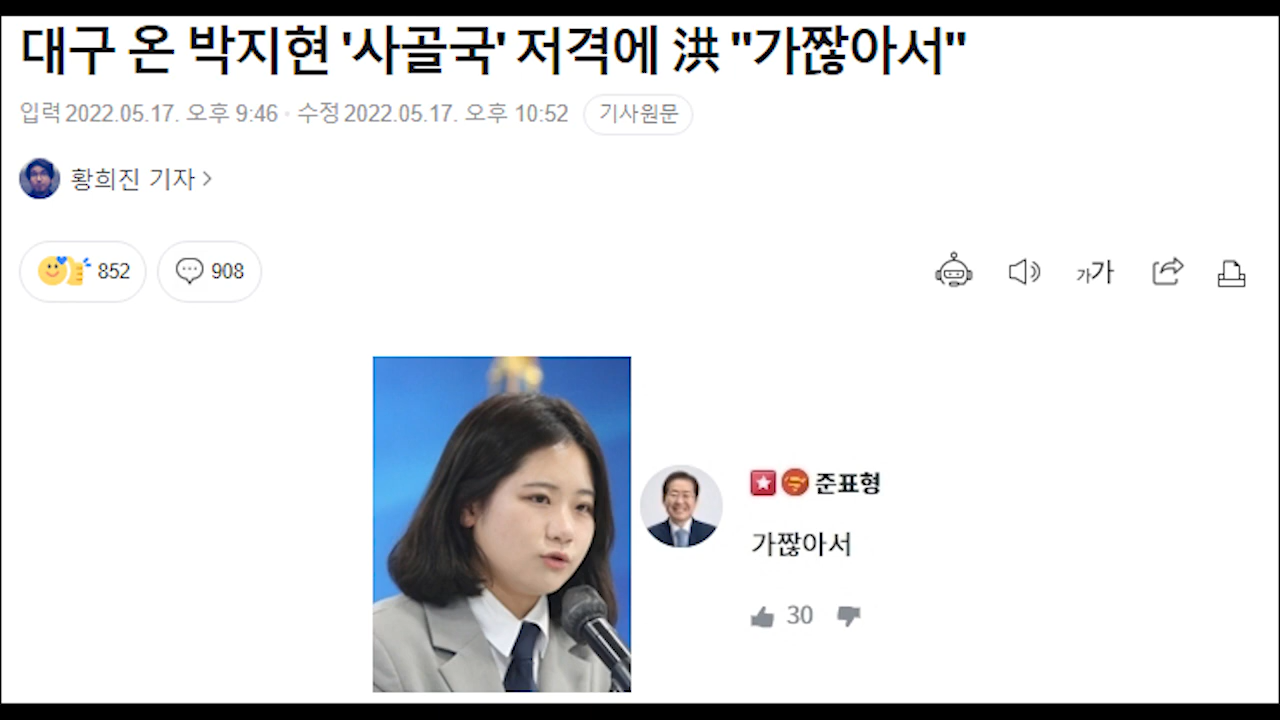 대구 온 박지현 '사골국' 저격에 洪 "가짢아서"
입력 2022.05.17. 오후 9:46 · 수정 2022.05.17. 오후 10:52 기사원문
황희진 기자 >
852 908
가가
준표형
가짢아서
30